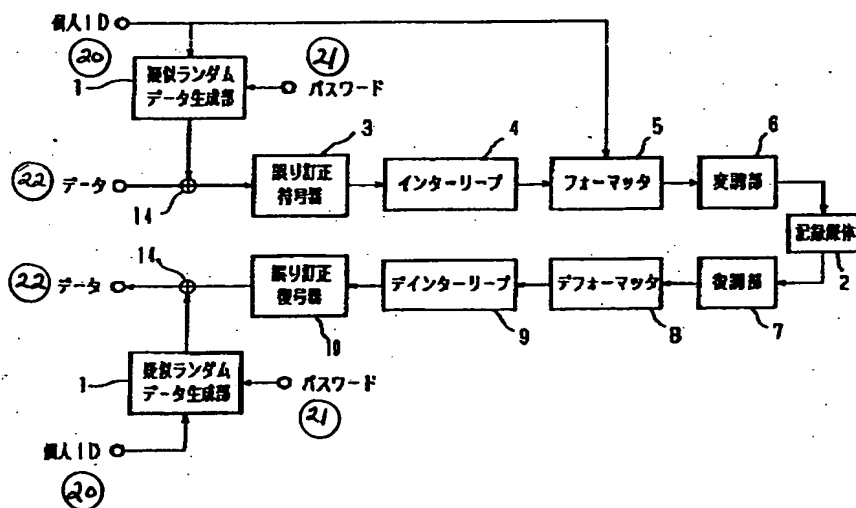 個人ID
20
21
1
疑似ランダム
データ生成部
パスワード
3
4
5
6
22
データ
14
誤り訂正
符号器
インターリーブ
フォーマッタ
変調部
記録媒体
2
14
22
データ
誤り訂正
復号器
デインターリーブ
デフォーマッタ
復調部
10
9
8
7
1
疑似ランダム
データ生成部
パスワード
21
個人ID
20